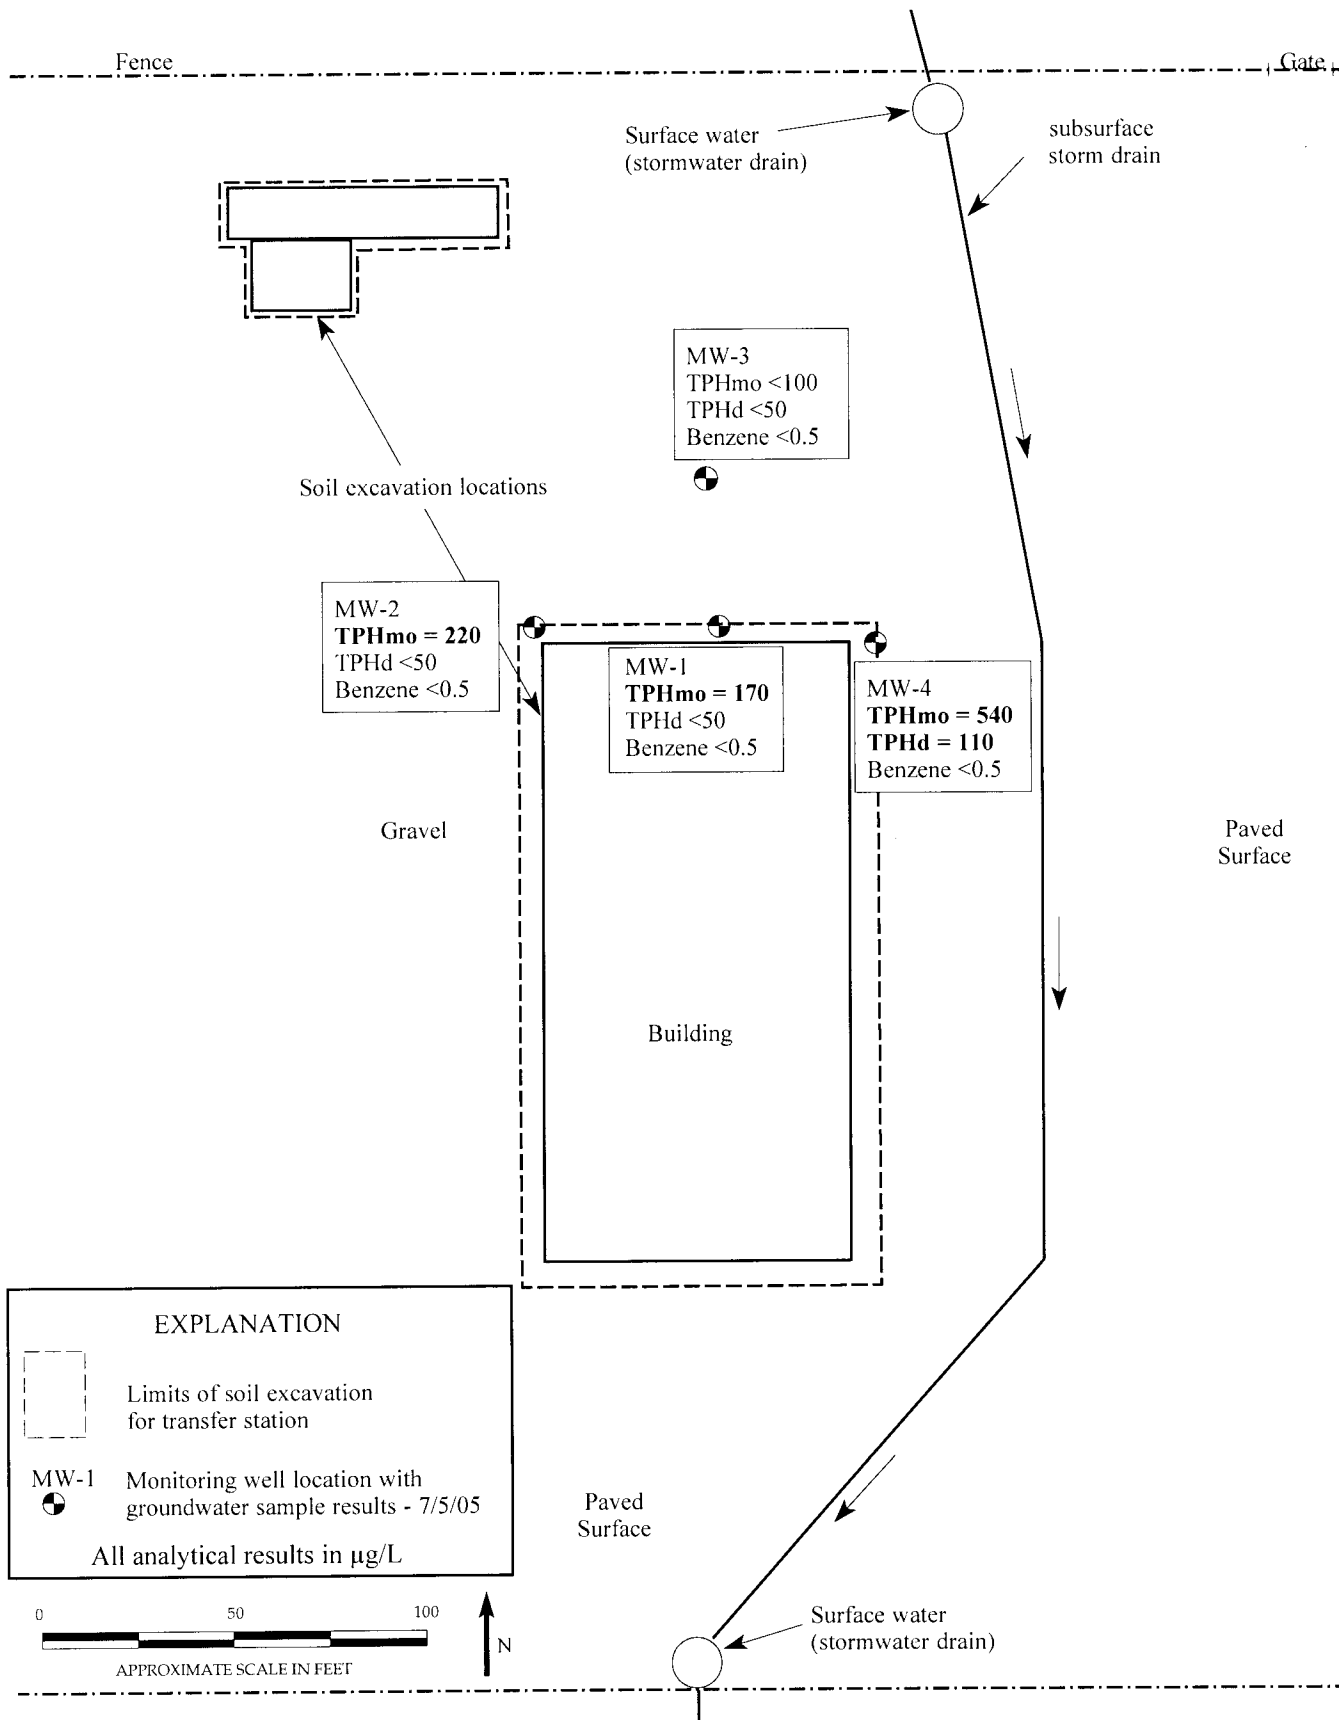 Fence
Gate
Surface water
(stormwater drain)
subsurface
storm drain
MW-3
TPHmo <100
TPHd <50
Benzene <0.5
Soil excavation locations
MW-2
TPHmo = 220
TPHd <50
Benzene <0.5
MW-1
TPHmo = 170
TPHd <50
Benzene <0.5
MW-4
TPHmo = 540
TPHd = 110
Benzene <0.5
Gravel
Paved
Surface
Building
EXPLANATION
Limits of soil excavation
for transfer station
MW-1
Monitoring well location with
groundwater sample results - 7/5/05
All analytical results in µg/L
Paved
Surface
0 50 100
APPROXIMATE SCALE IN FEET
N
Surface water
(stormwater drain)